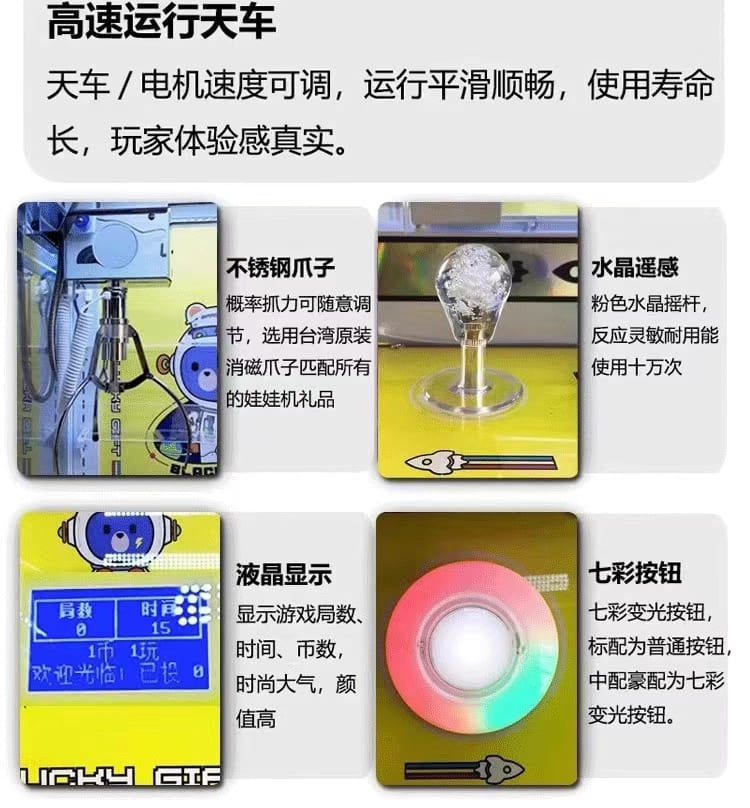 高速运行天车
天车 / 电机速度可调，运行平滑顺畅，使用寿命
长，玩家体验感真实。
不锈钢爪子
概率抓力可随意调
节，选用台湾原装
消磁爪子匹配所有
的娃娃机礼品
水晶遥感
粉色水晶摇杆，
反应灵敏耐用能
使用十万次
BLACK
液晶显示
显示游戏局数、
时间、币数，
时尚大气，颜
值高
局数
时间
0
15
1币 1玩
欢迎光临！已投 0
LUCKY GIF
七彩按钮
七彩变光按钮，
标配为普通按钮，
中配豪配为七彩
变光按钮。